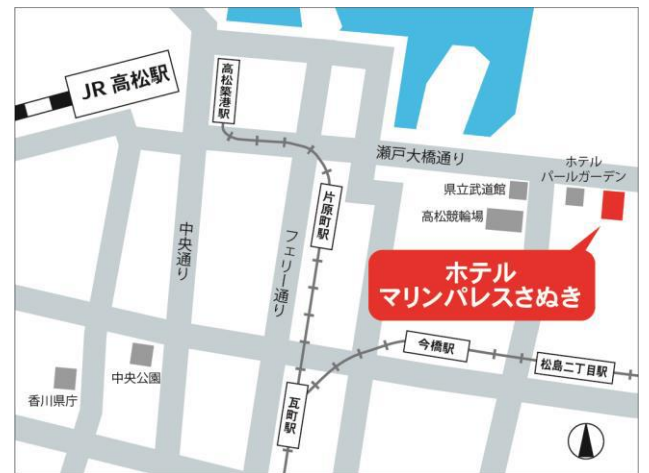 JR 高松駅
高松築港駅
瀬戸大橋通り
ホテル
パールガーデン
県立武道館
高松競輪場
片原町駅
中央通り
フェリー通り
ホテル
マリンパレスさぬき
今橋駅
松島二丁目駅
中央公園
香川県庁
瓦町駅